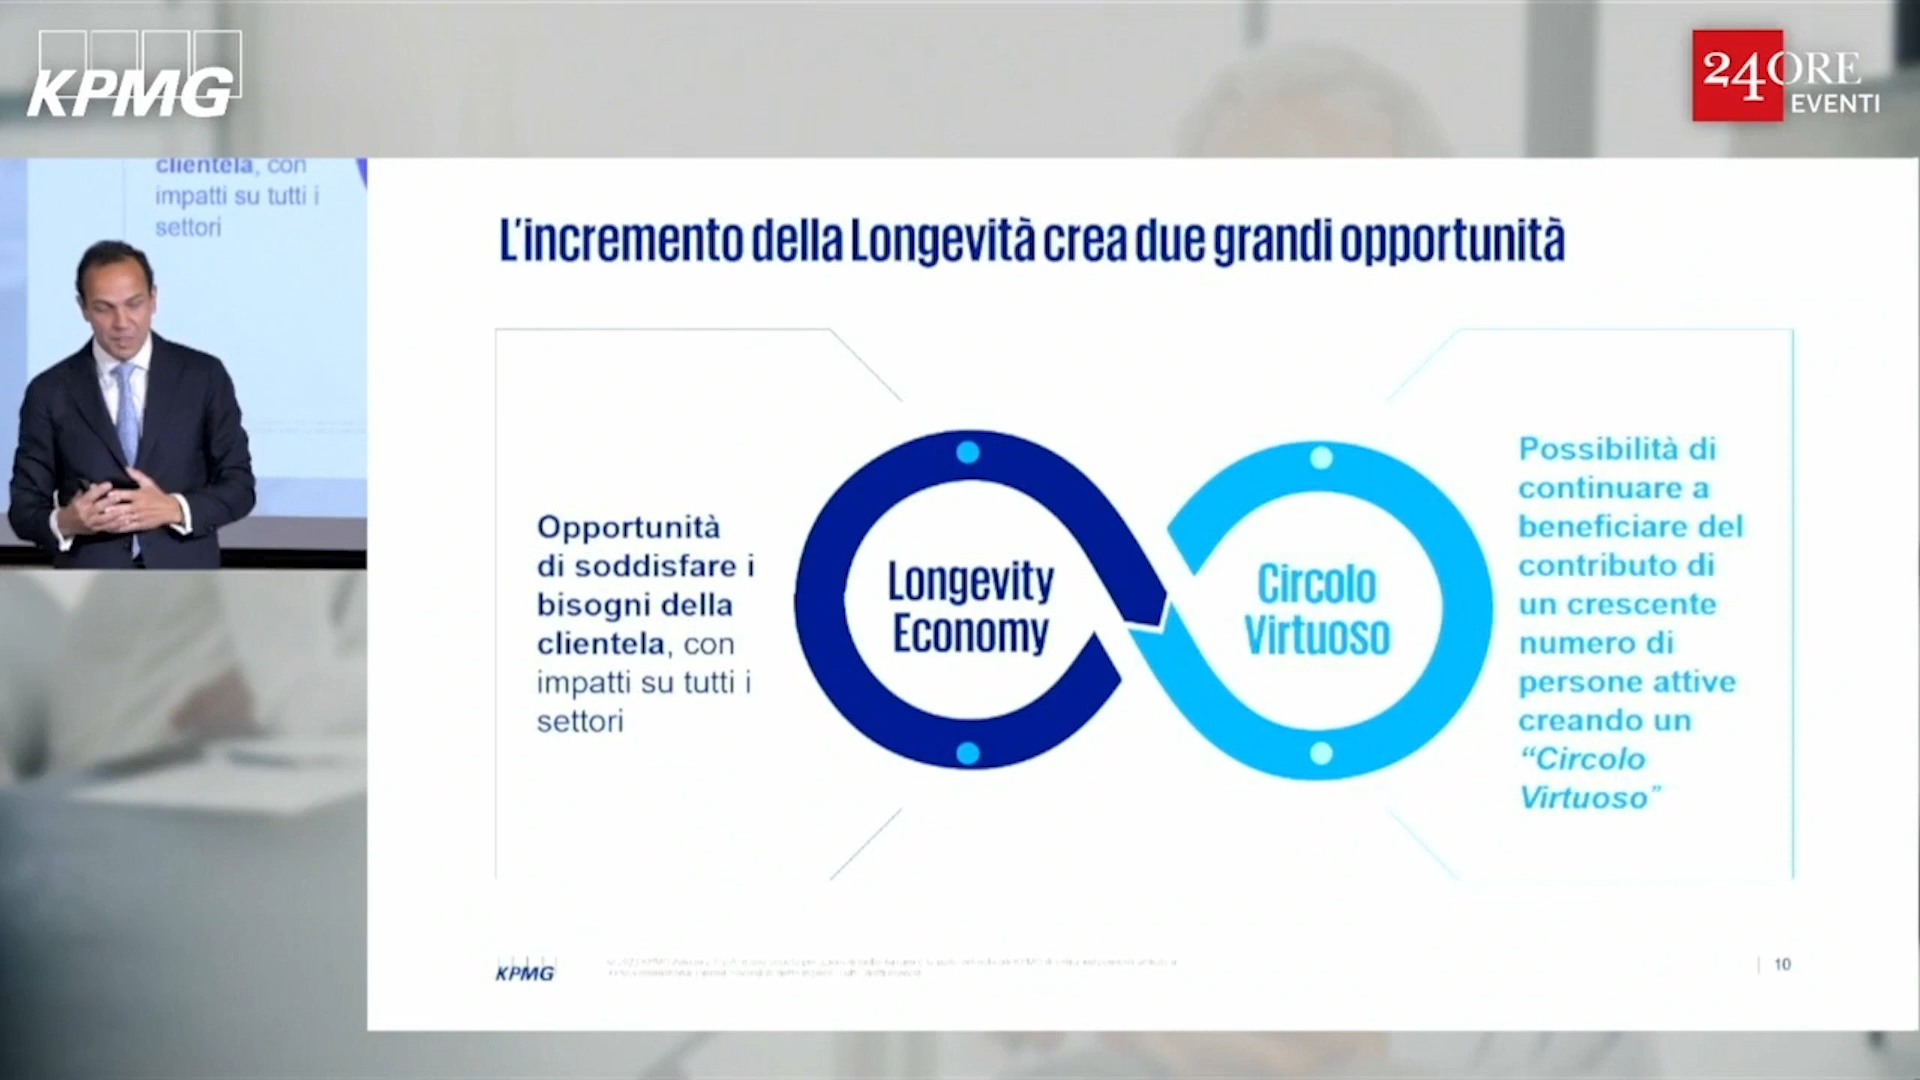 KPMG
24ORE
EVENTI
clientela, con
impatti su tutti i
settori
L'incremento della Longevità crea due grandi opportunità
Opportunità
di soddisfare i
bisogni della
clientela, con
impatti su tutti i
settori
Longevity
Economy
Circolo
Virtuoso
Possibilità di
continuare a
beneficiare del
contributo di
un crescente
numero di
persone attive
creando un
“Circolo
Virtuoso”
KPMG
10